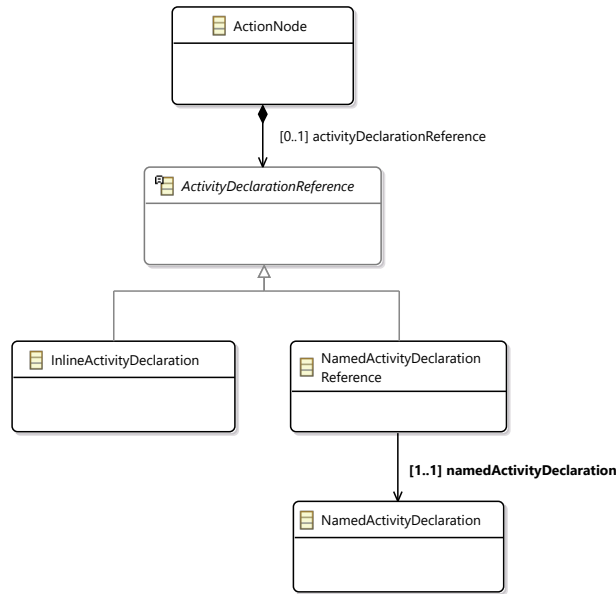 ActionNode
[0..1] activityDeclarationReference
ActivityDeclarationReference
InlineActivityDeclaration
NamedActivityDeclaration
Reference
[1..1] namedActivityDeclaration
NamedActivityDeclaration